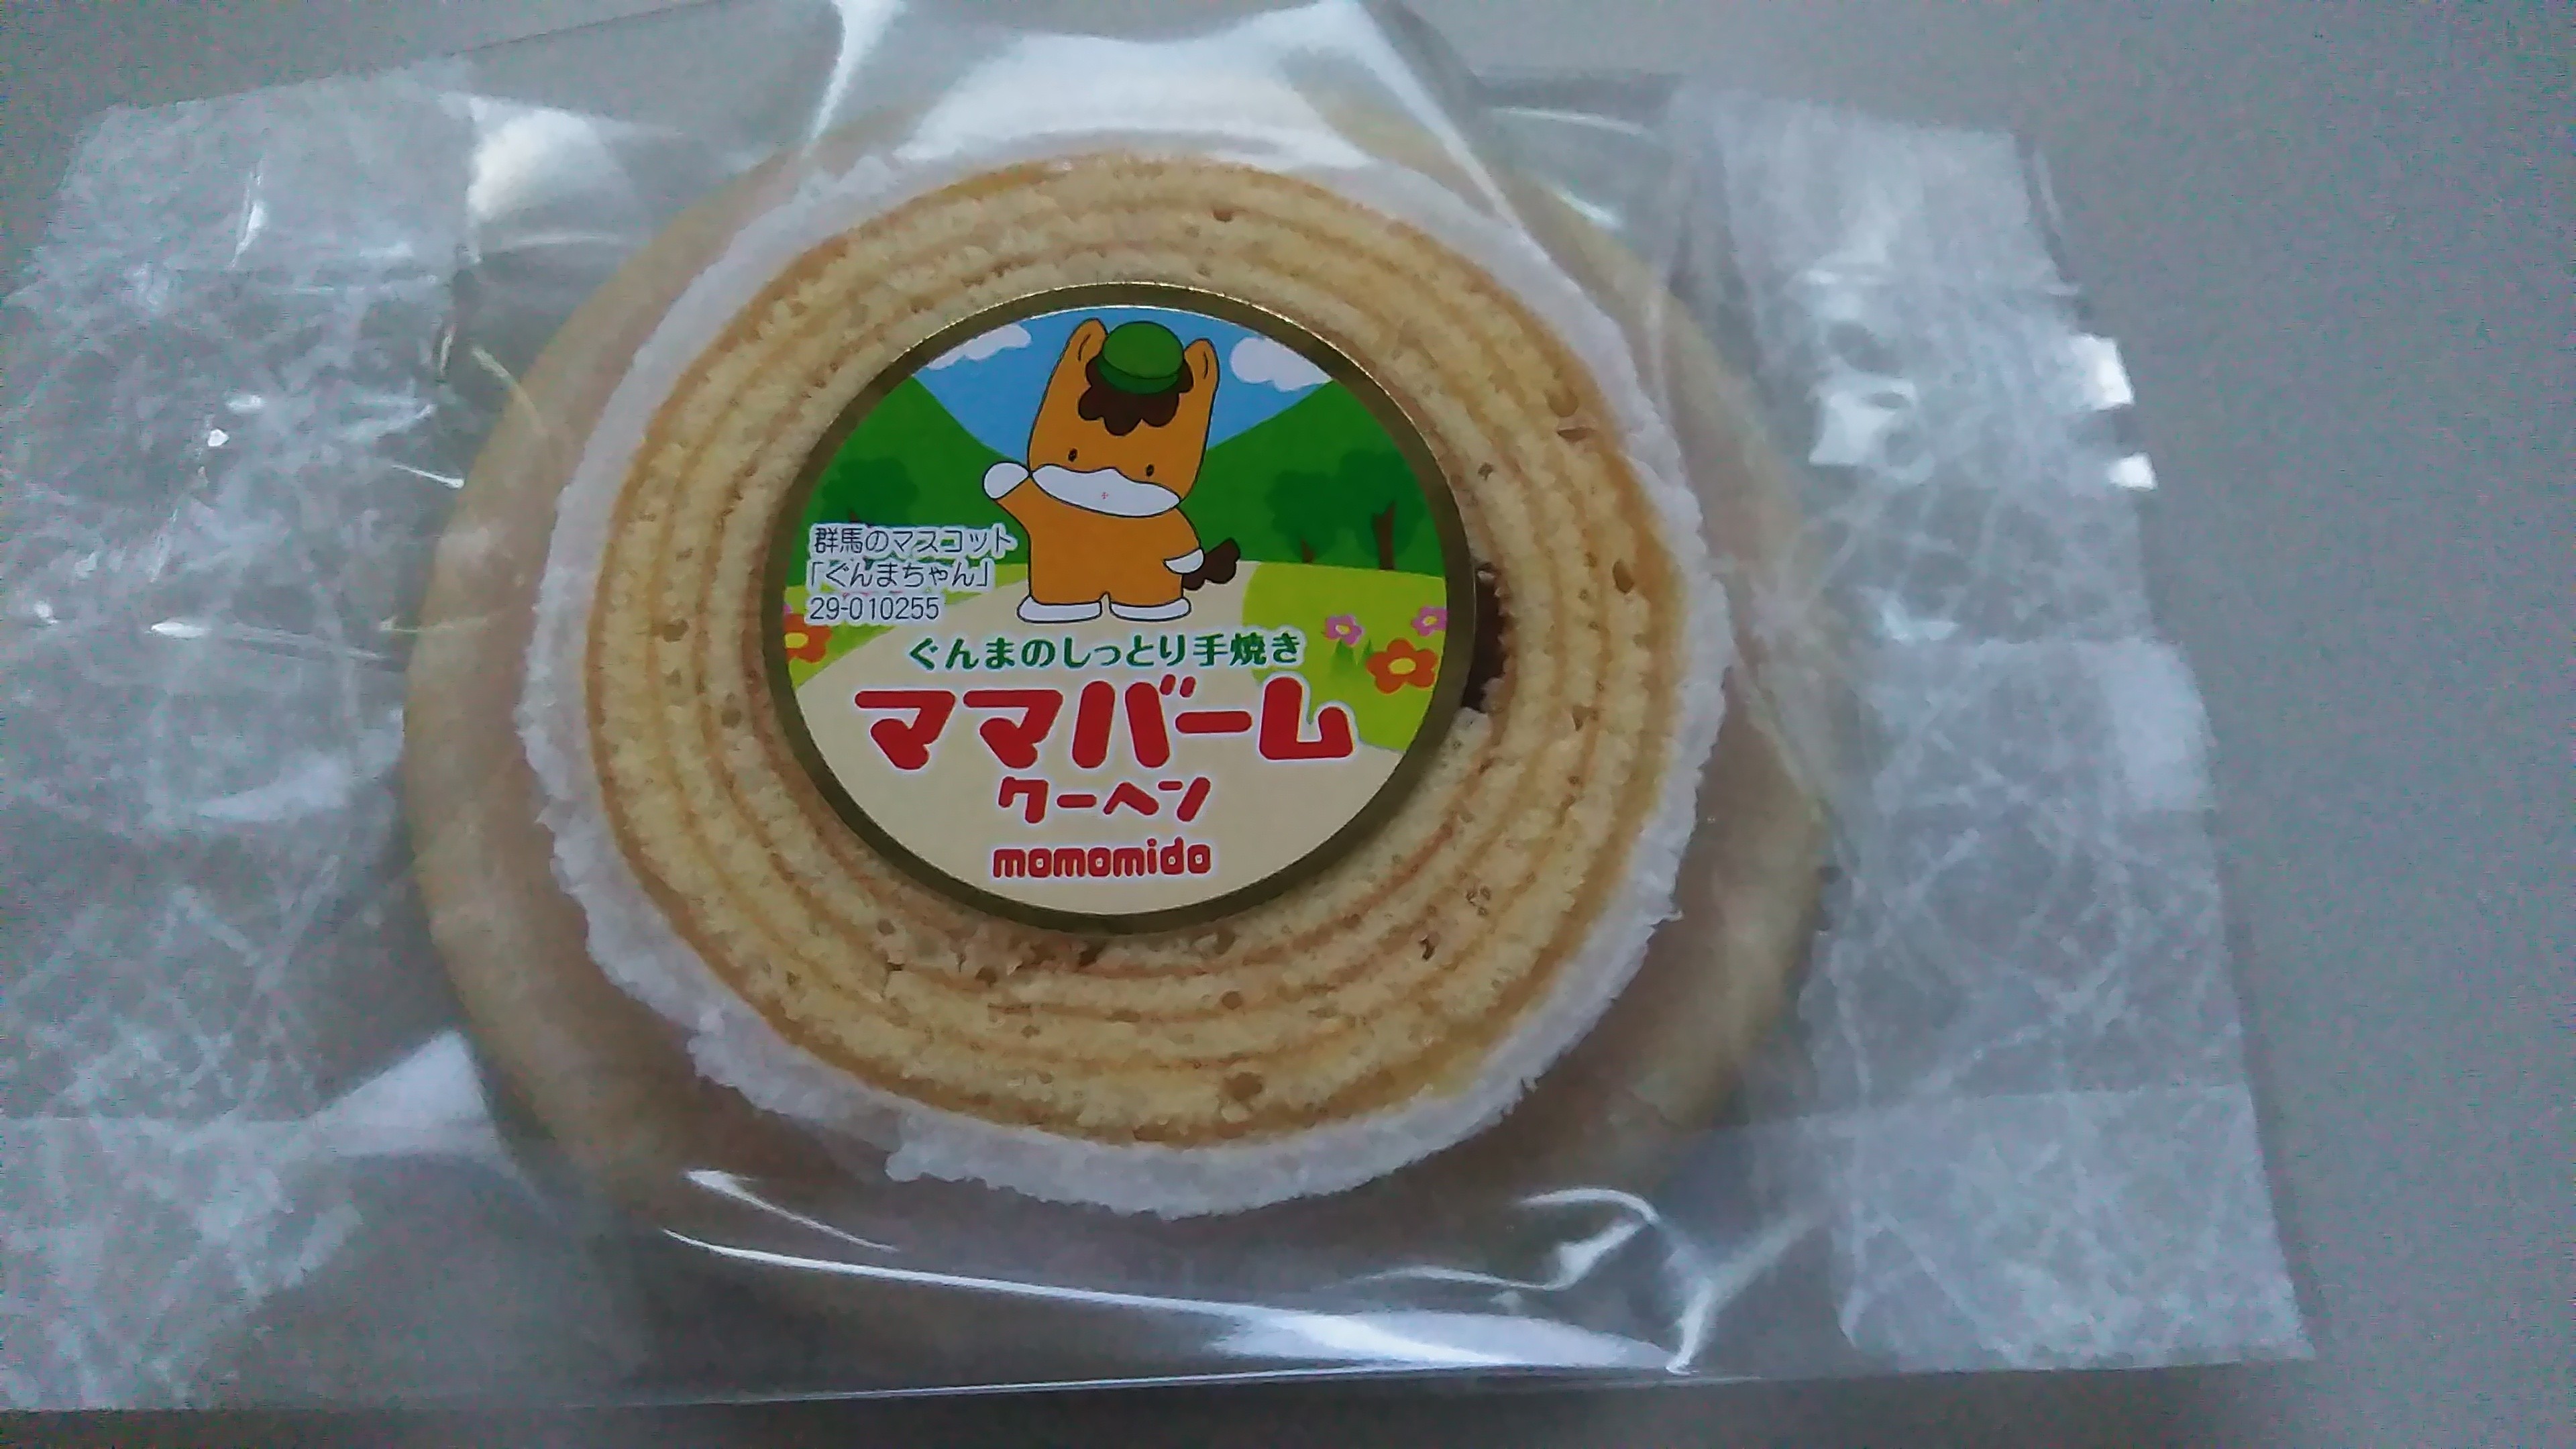 群馬のマスコット
「ぐんまちゃん」
29-010255
ぐんまのしっとり手焼き
ママバーム
クーヘン
momomido